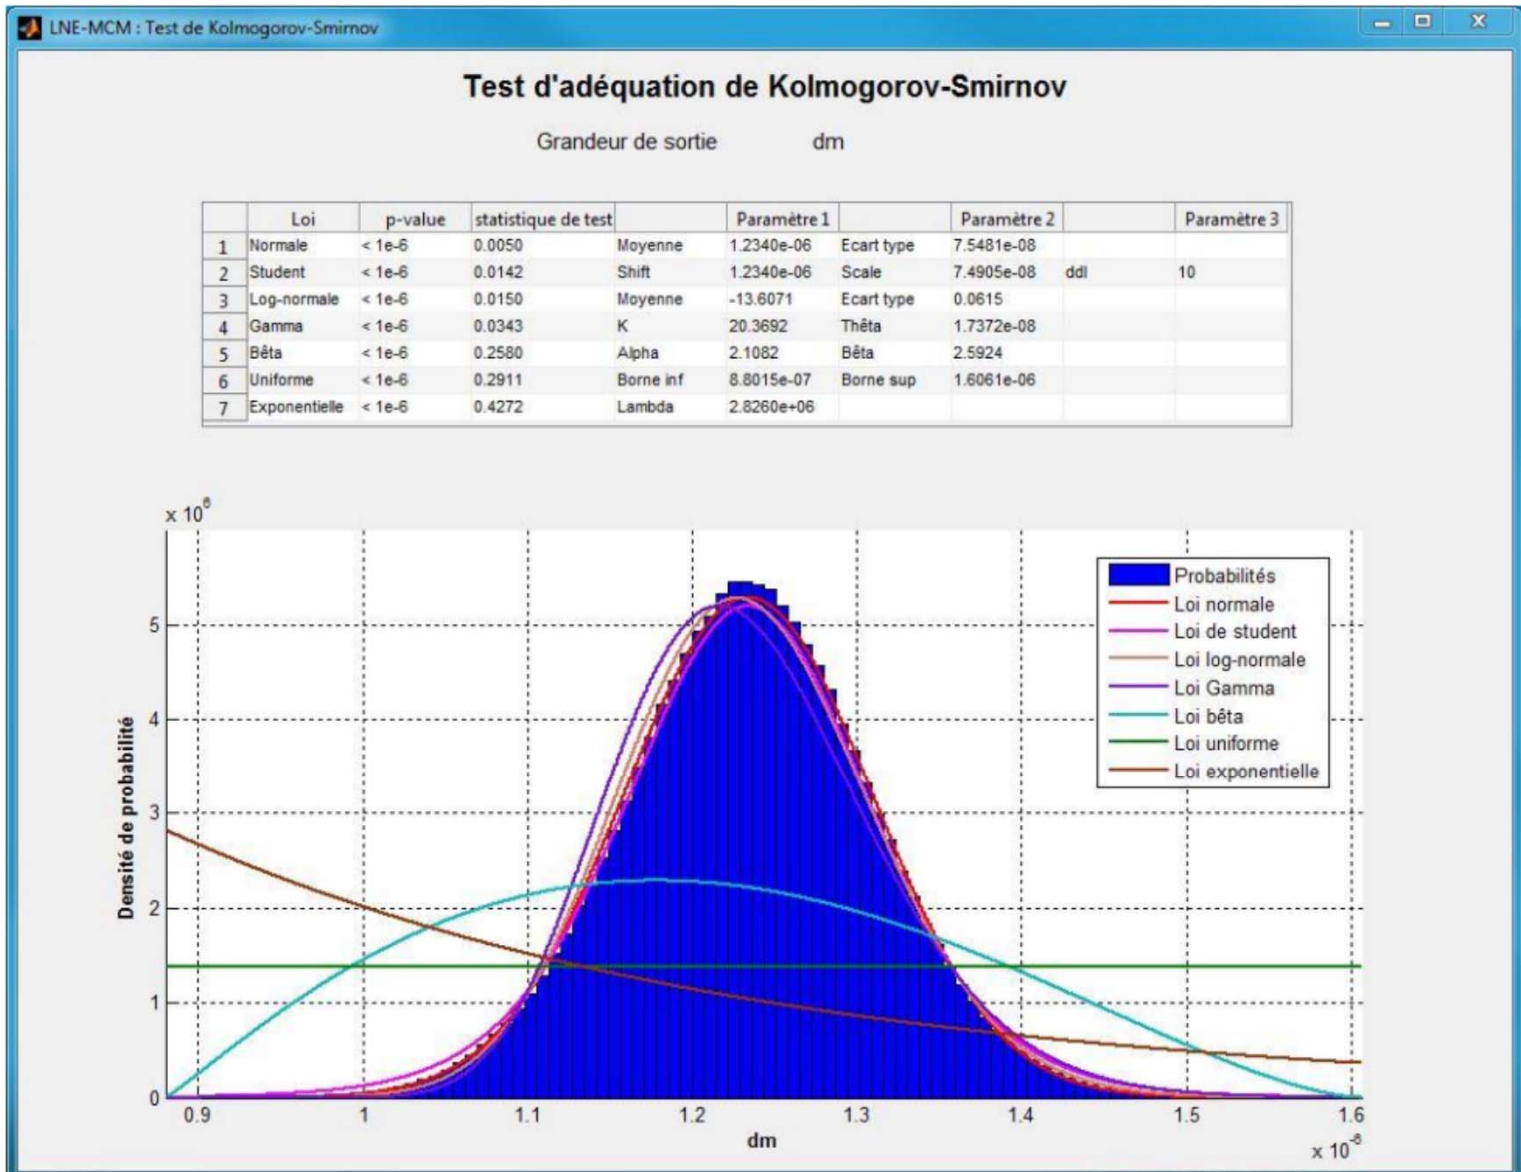 LNE-MCM : Test de Kolmogorov-Smirnov
Test d'adéquation de Kolmogorov-Smirnov
Grandeur de sortie dm
Loi p-value statistique de test Paramètre 1 Paramètre 2 Paramètre 3
1 Normale < 1e-6 0.0050 Moyenne 1.2340e-06 Ecart type 7.5481e-08
2 Student < 1e-6 0.0142 Shift 1.2340e-06 Scale 7.4905e-08 ddl 10
3 Log-normale < 1e-6 0.0150 Moyenne -13.6071 Ecart type 0.0615
4 Gamma < 1e-6 0.0343 K 20.3692 Thêta 1.7372e-08
5 Bêta < 1e-6 0.2580 Alpha 2.1082 Bêta 2.5924
6 Uniforme < 1e-6 0.2911 Borne inf 8.8015e-07 Borne sup 1.6061e-06
7 Exponentielle < 1e-6 0.4272 Lambda 2.8260e+06
x 10^6
Probabilités
Loi normale
Loi de student
Loi log-normale
Loi Gamma
Loi bêta
Loi uniforme
Loi exponentielle
Densité de probabilité
5
4
3
2
1
0
0.9 1 1.1 1.2 1.3 1.4 1.5 1.6
dm
x 10^-6